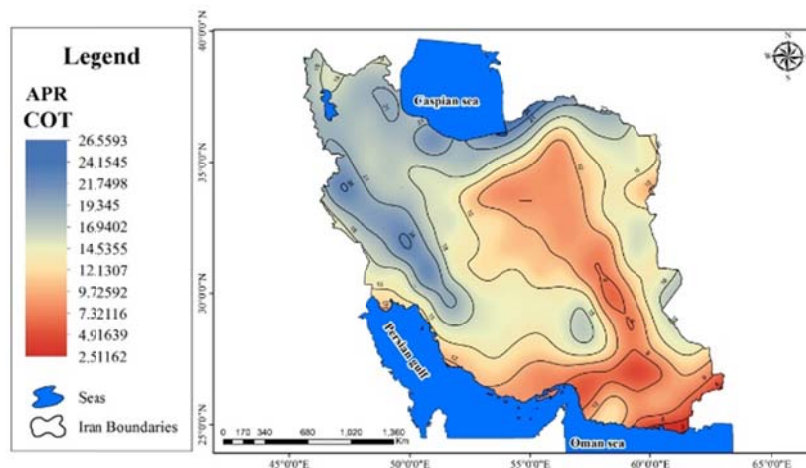 Legend
APR
COT
26.5593
24.1545
21.7498
19.345
16.9402
14.5355
12.1307
9.72592
7.32116
4.91639
2.51162
Seas
Iran Boundaries
40°0'0"N
35°0'0"N
30°0'0"N
25°0'0"N
N
W
S
Caspian sea
Persian gulf
Oman sea
0 170 340 680 1,020 1,360
Km
45°0'0"E 50°0'0"E 55°0'0"E 60°0'0"E 65°0'0"E